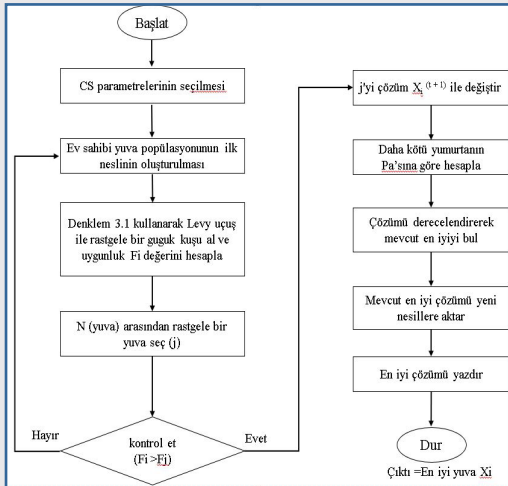 Başlat
CS parametrelerinin seçilmesi
Ev sahibi yuva popülasyonunun ilk
neslinin oluşturulması
Denklem 3.1 kullanarak Levy uçuş
ile rastgele bir guguk kuşu al ve
uygunluk Fi değerini hesapla
N (yuva) arasından rastgele bir
yuva seç (j)
Hayır
kontrol et
(Fi >Fj)
Evet
j'yi çözüm Xi (t + 1) ile değiştir
Daha kötü yumurtanın
Pa'sına göre hesapla
Çözümü derecelendirerek
mevcut en iyiyi bul
Mevcut en iyi çözümü yeni
nesillere aktar
En iyi çözümü yazdır
Dur
Çıktı =En iyi yuva Xi